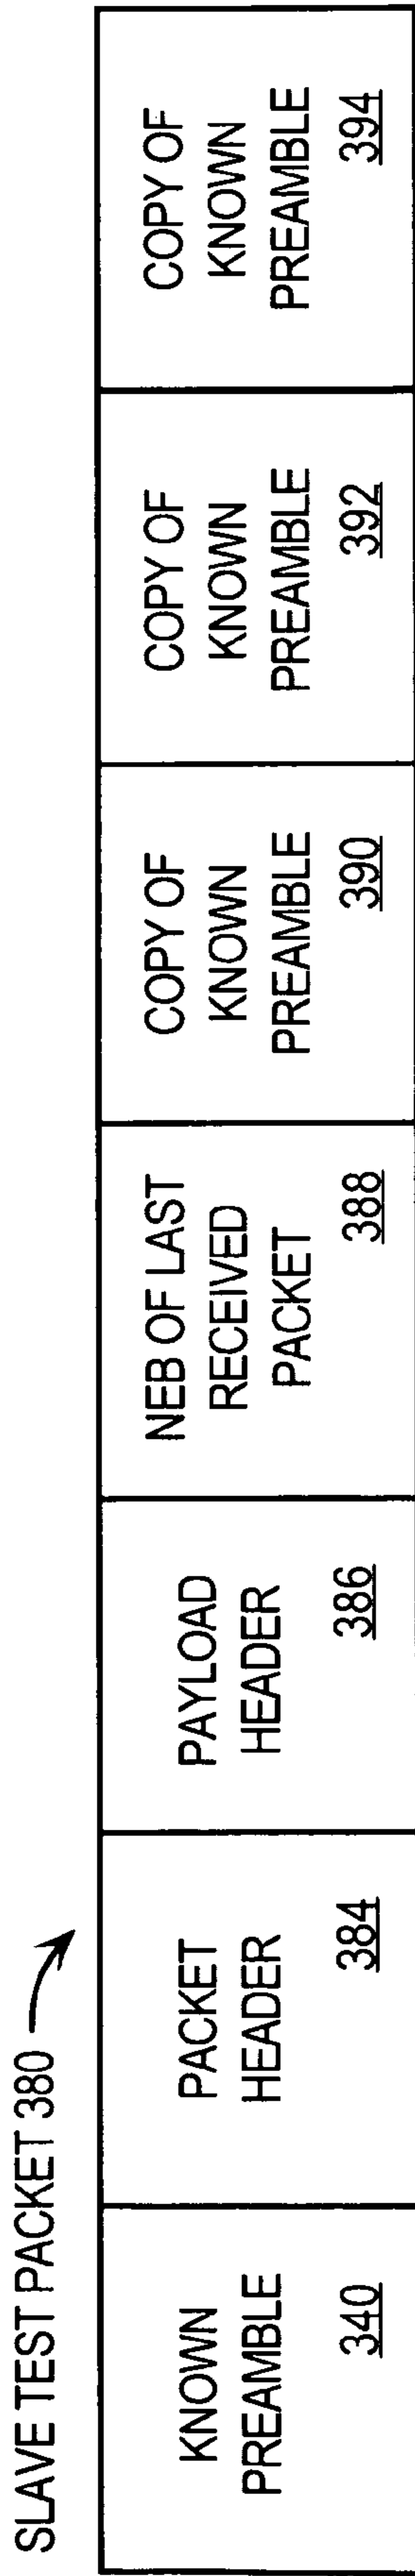 SLAVE TEST PACKET 380
KNOWN
PREAMBLE
340
PACKET
HEADER
384
PAYLOAD
HEADER
386
NEB OF LAST
RECEIVED
PACKET
388
COPY OF
KNOWN
PREAMBLE
390
COPY OF
KNOWN
PREAMBLE
392
COPY OF
KNOWN
PREAMBLE
394